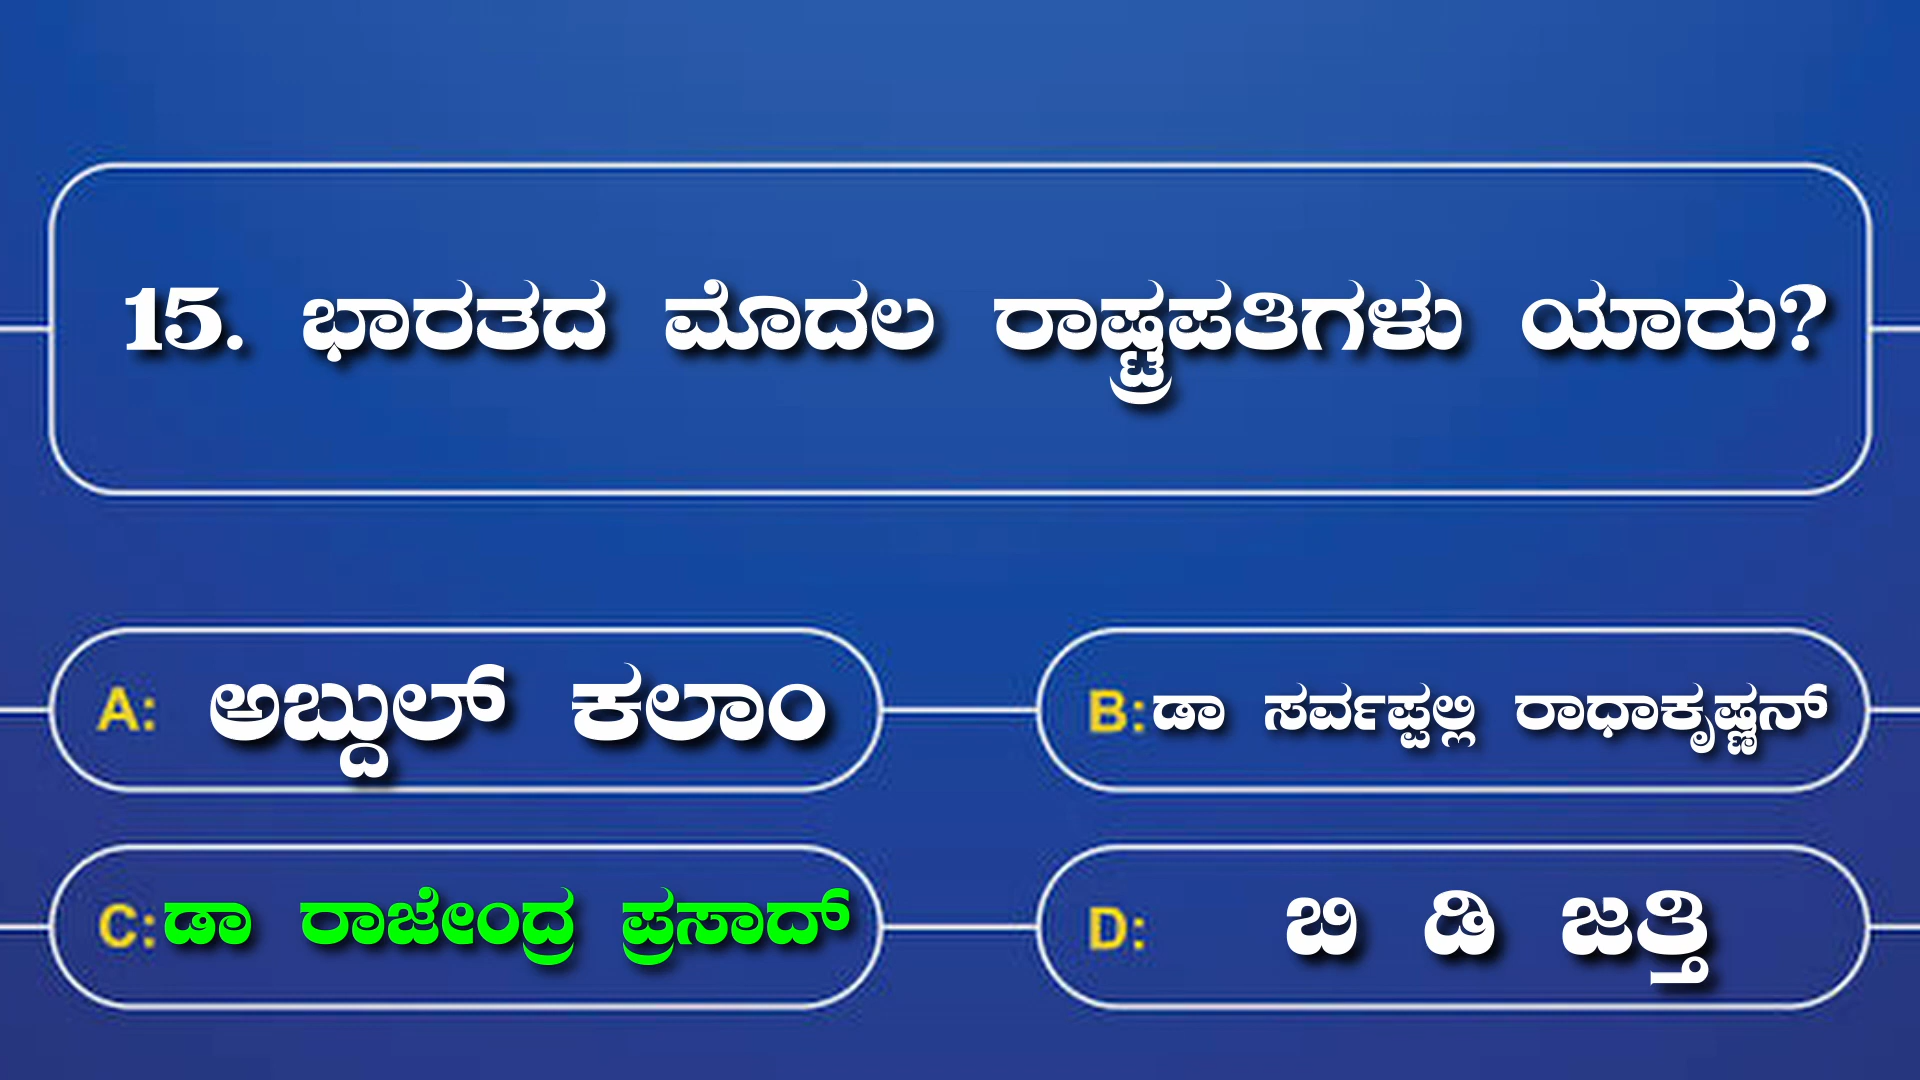 15. ಭಾರತದ ಮೊದಲ ರಾಷ್ಟ್ರಪತಿಗಳು ಯಾರು?
A: ಅಬ್ದುಲ್ ಕಲಾಂ
B: ಡಾ ಸರ್ವಪ್ಪಲ್ಲಿ ರಾಧಾಕೃಷ್ಣನ್
C: ಡಾ ರಾಜೇಂದ್ರ ಪ್ರಸಾದ್
D: ಬಿ ಡಿ ಜತ್ತಿ